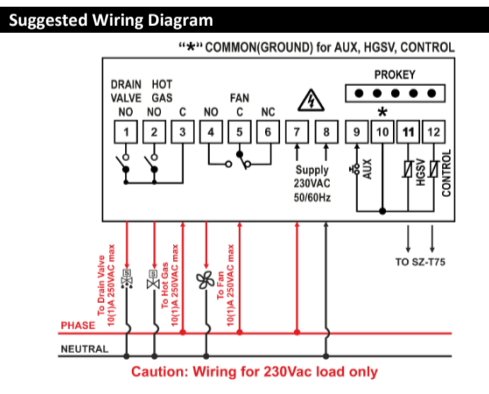 Suggested Wiring Diagram
"*" COMMON(GROUND) for AUX, HGSV, CONTROL
PROKEY
DRAIN HOT
VALVE GAS FAN
NO NO C NO C NC *
1 2 3 4 5 6 7 8 9 10 11 12
Supply
230VAC
50/60Hz
AUX
HGSV
CONTROL
TO SZ-T75
To Drain Valve
10(1)A 250VAC max
To Hot Gas
10(1)A 250VAC max
To Fan
10(1)A 250VAC max
PHASE
NEUTRAL
Caution: Wiring for 230Vac load only